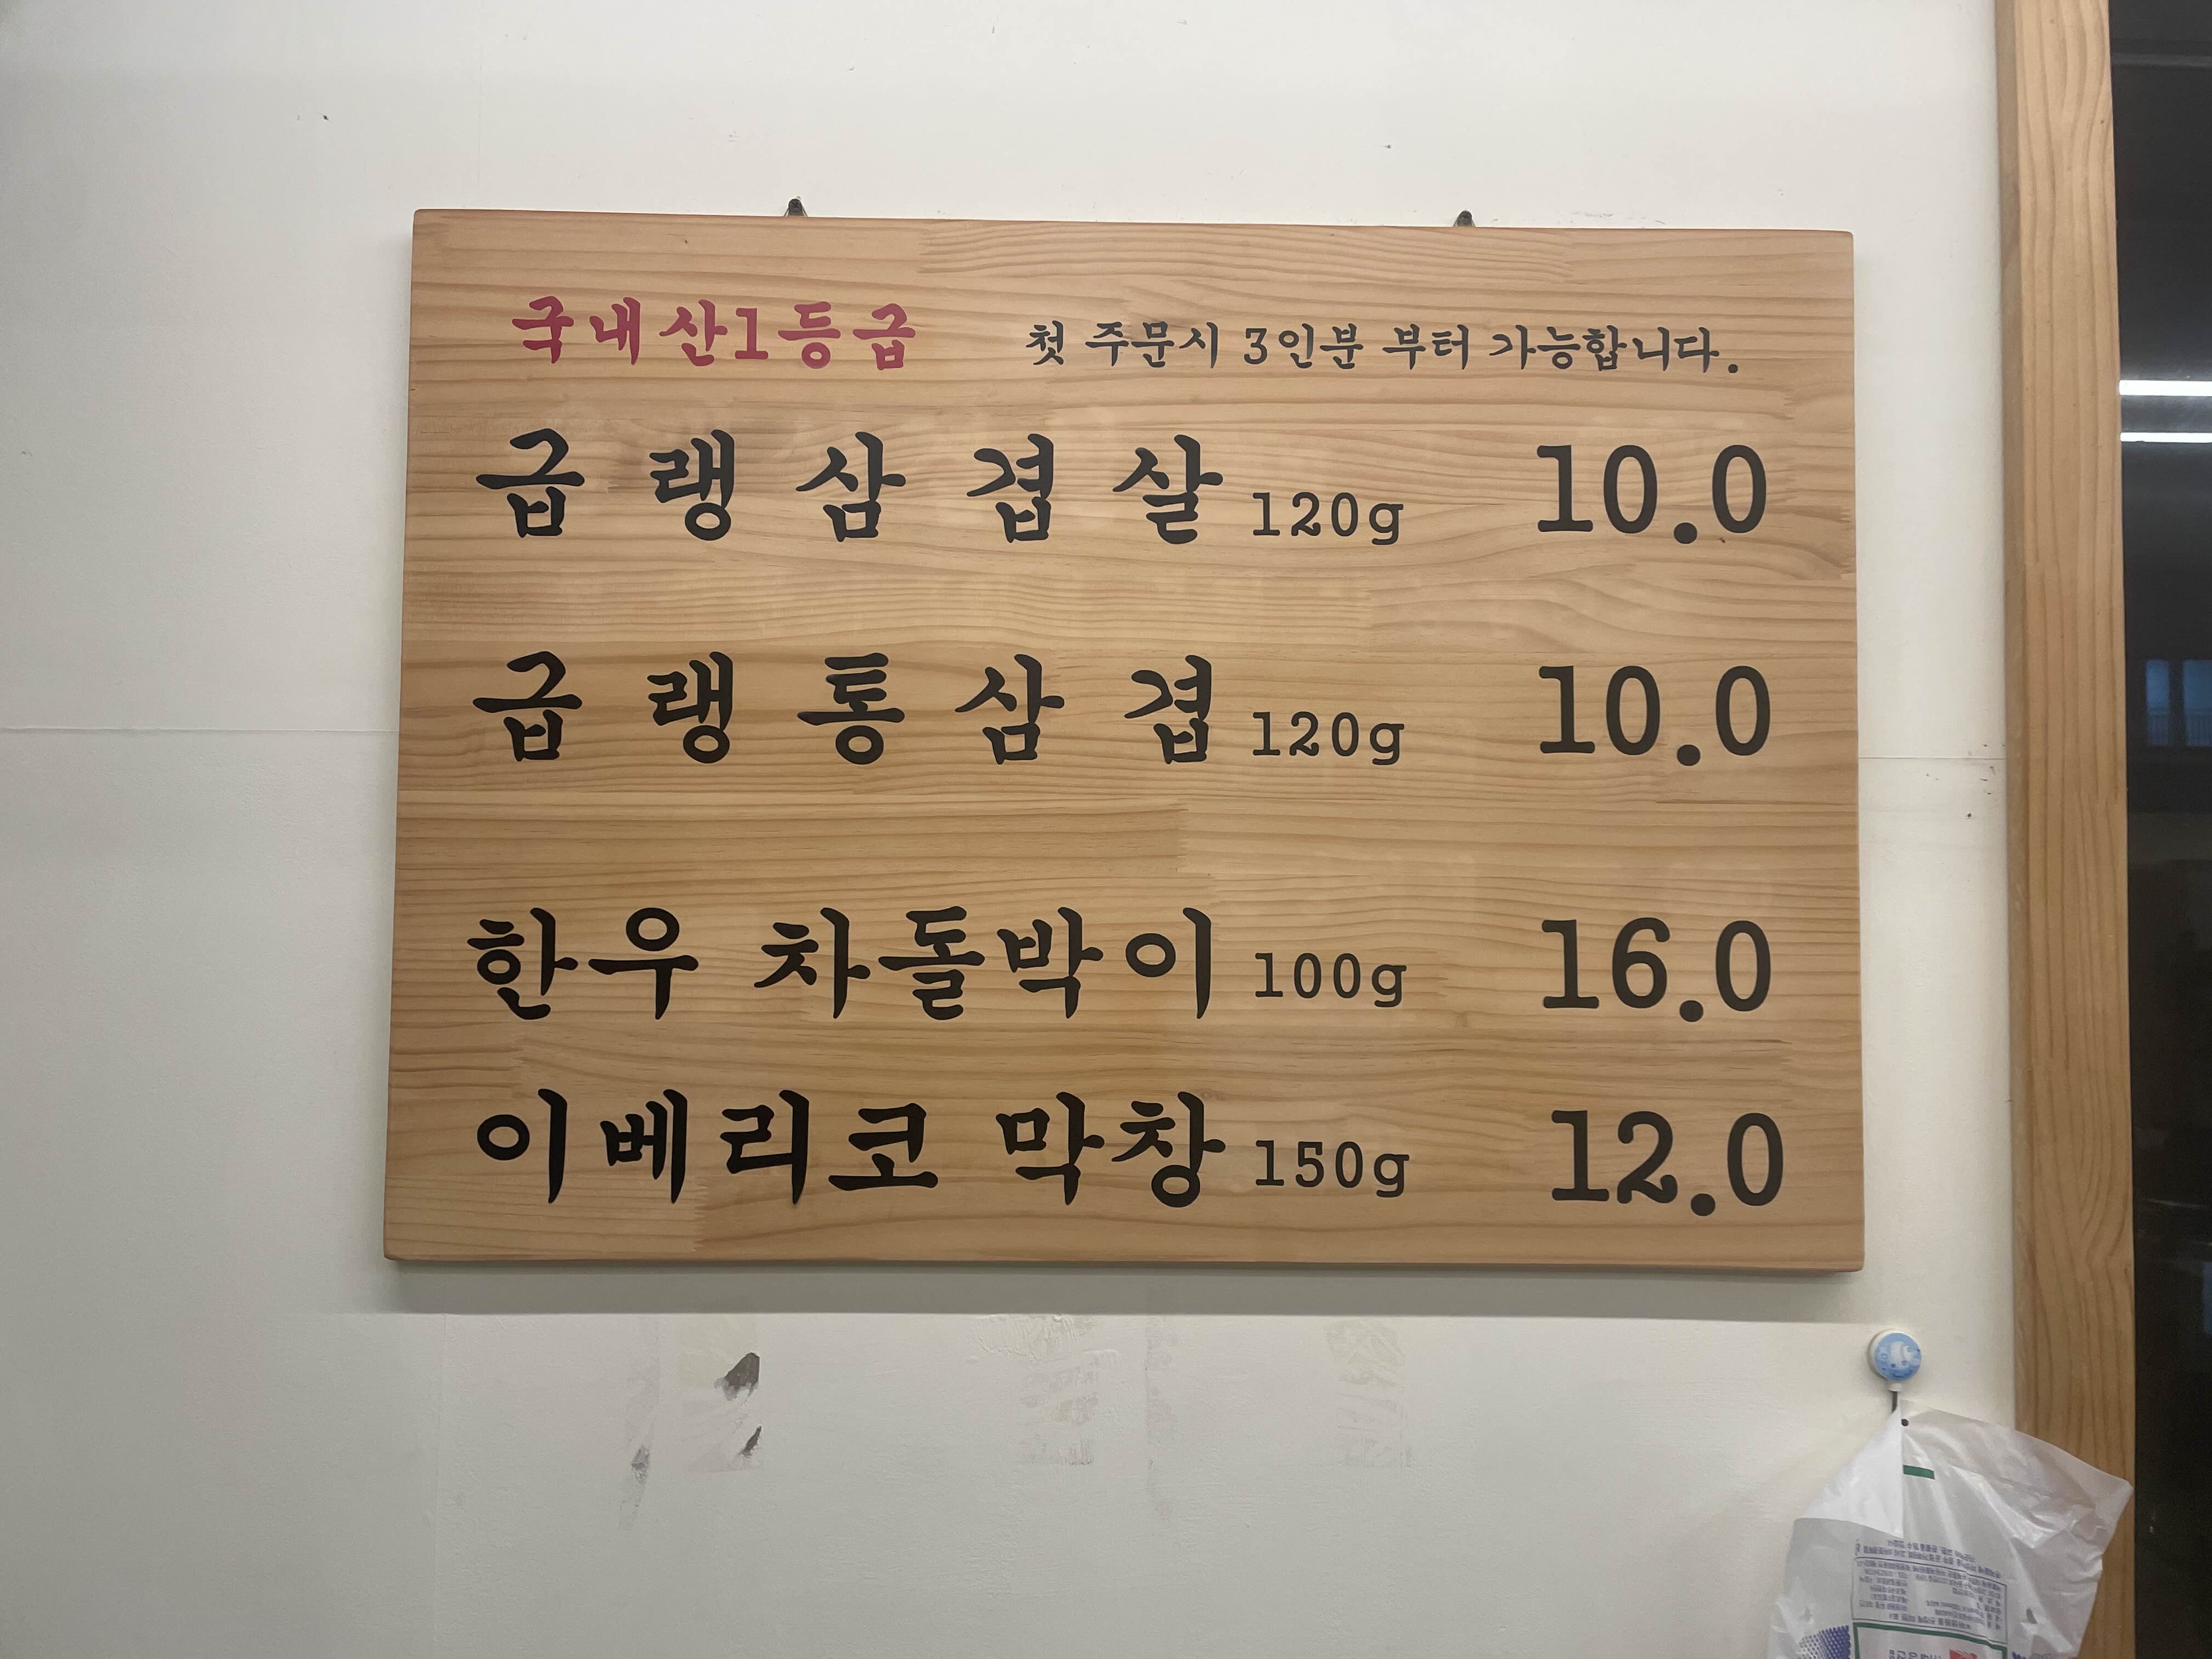 국내산1등급 첫 주문시 3인분 부터 가능합니다.
급랭삼겹살 120g 10.0
급랭통삼겹 120g 10.0
한우 차돌박이 100g 16.0
이베리코 막창 150g 12.0